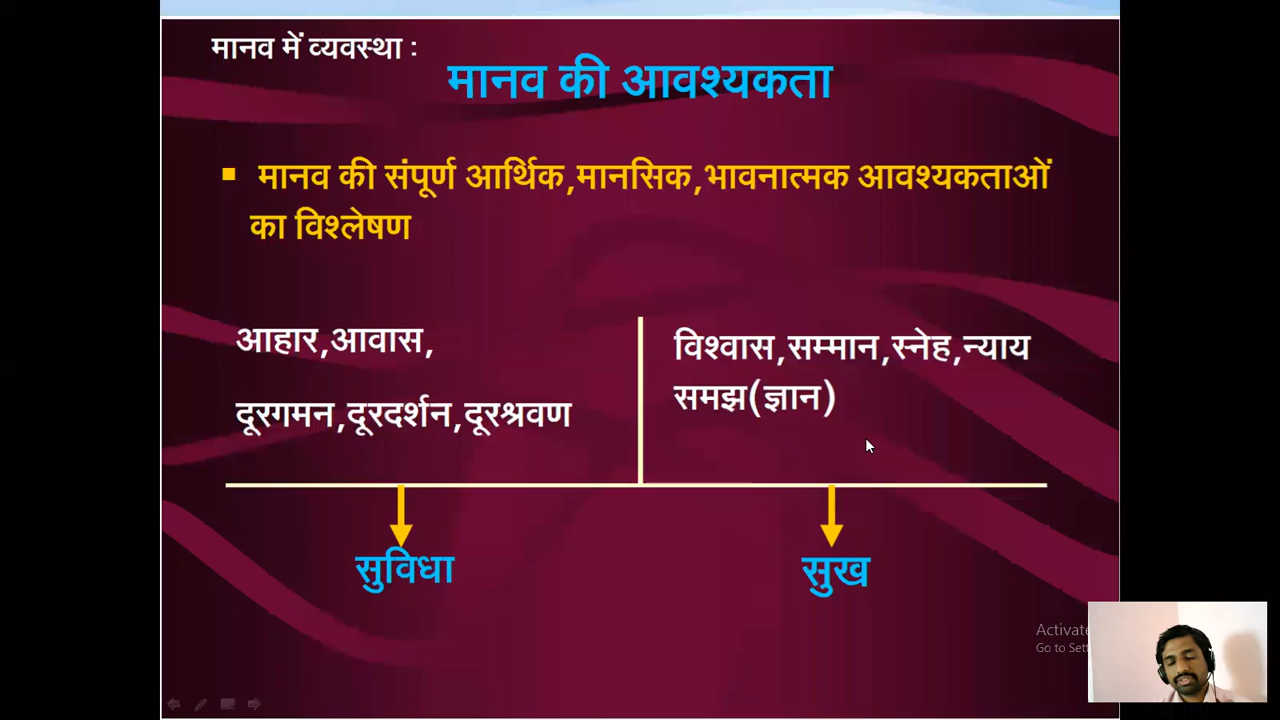 मानव में व्यवस्था :
मानव की आवश्यकता
▪ मानव की संपूर्ण आर्थिक,मानसिक,भावनात्मक आवश्यकताओं
का विश्लेषण
आहार,आवास,
दूरगमन,दूरदर्शन,दूरश्रवण
विश्वास,सम्मान,स्नेह,न्याय
समझ(ज्ञान)
सुविधा
सुख
Activate
Go to Sett